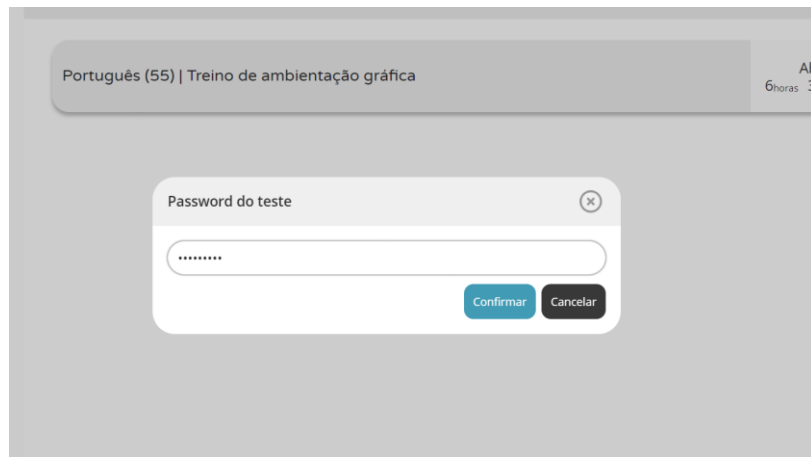 Português (55) | Treino de ambientação gráfica
6horas
Password do teste
•••••••••
Confirmar
Cancelar